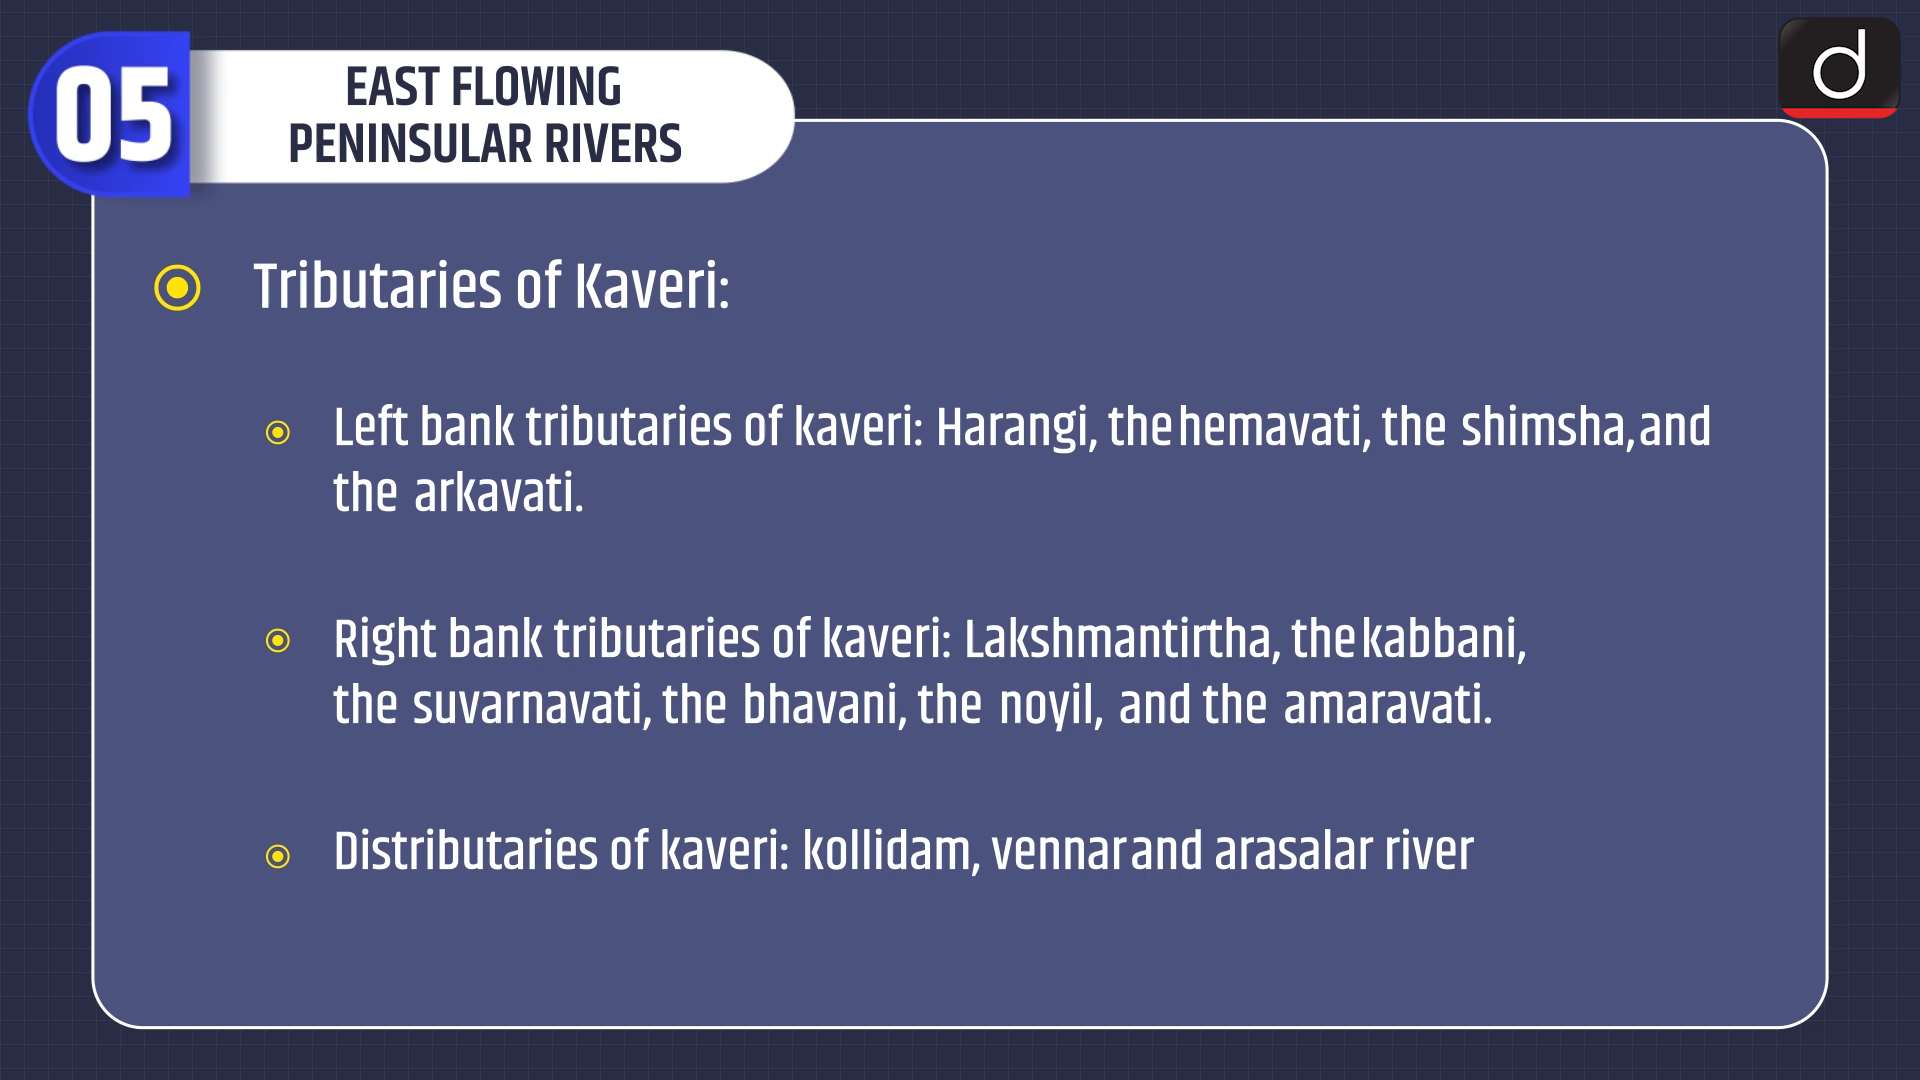 05
EAST FLOWING
PENINSULAR RIVERS
d
Tributaries of Kaveri:
Left bank tributaries of kaveri: Harangi, the hemavati, the shimsha, and
the arkavati.
Right bank tributaries of kaveri: Lakshmantirtha, the kabbani,
the suvarnavati, the bhavani, the noyil, and the amaravati.
Distributaries of kaveri: kollidam, vennar and arasalar river